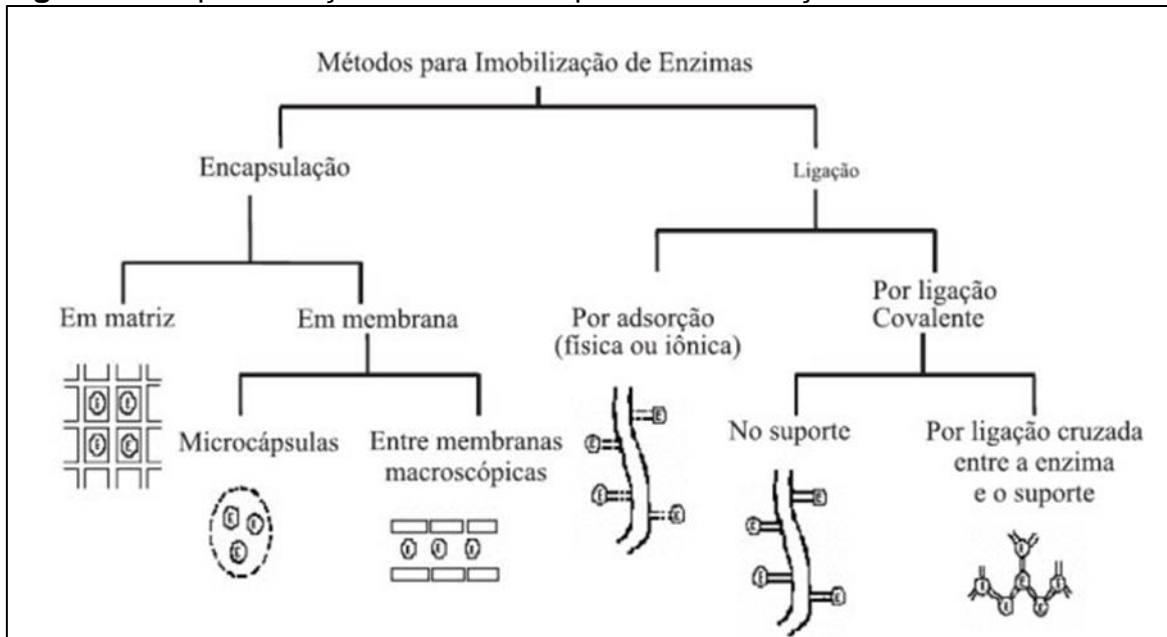 Métodos para Imobilização de Enzimas
Encapsulação
Ligação
Em matriz
Em membrana
Por adsorção
(física ou iônica)
Por ligação
Covalente
Microcápsulas
Entre membranas
macroscópicas
No suporte
Por ligação cruzada
entre a enzima
e o suporte